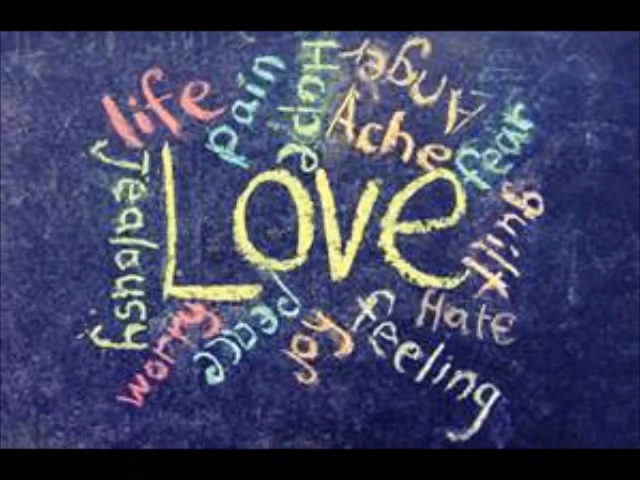 life
pain
Hope
Anger
Ache
fear
Jealousy
Love
guilt
worry
peace
joy
feeling
Hate